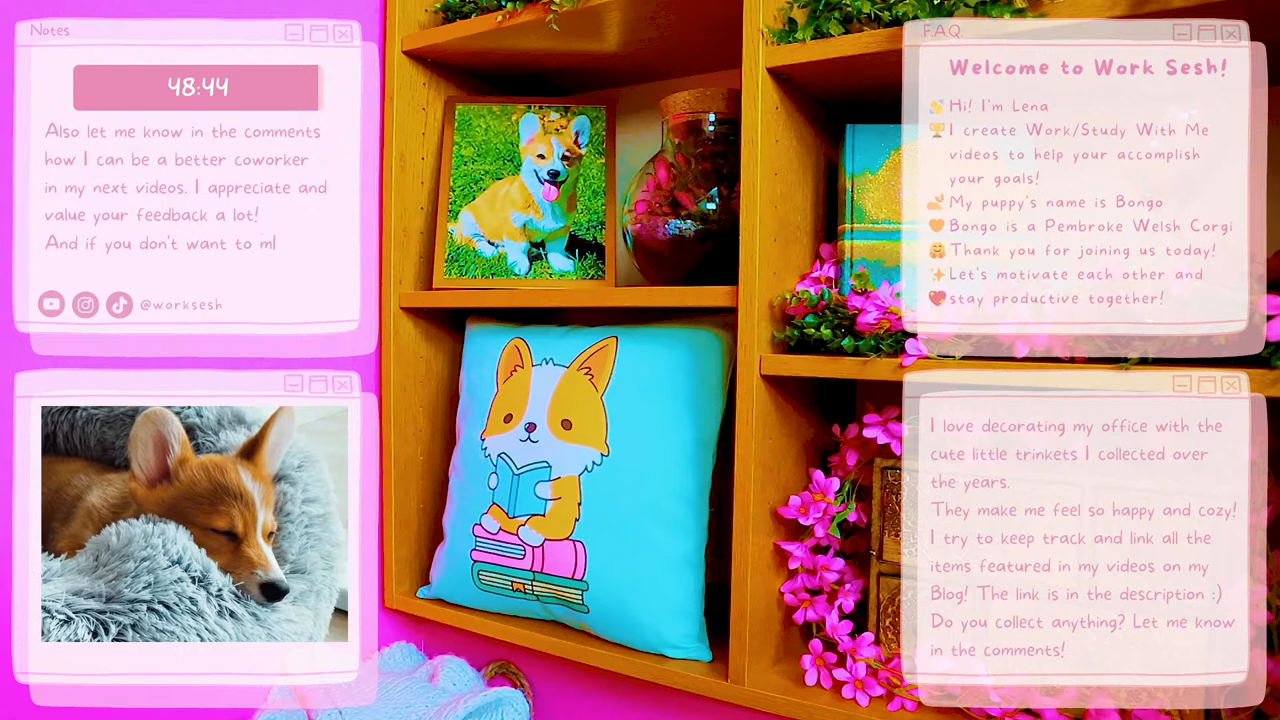 Notes
48:44
Also let me know in the comments
how I can be a better coworker
in my next videos. I appreciate and
value your feedback a lot!
And if you don't want to ml
@worksesh
F.A.Q.
Welcome to Work Sesh!
Hi! I'm Lena
I create Work/Study With Me
videos to help your accomplish
your goals!
My puppy's name is Bongo
Bongo is a Pembroke Welsh Corgi
Thank you for joining us today!
Let's motivate each other and
stay productive together!
I love decorating my office with the
cute little trinkets I collected over
the years.
They make me feel so happy and cozy!
I try to keep track and link all the
items featured in my videos on my
Blog! The link is in the description :)
Do you collect anything? Let me know
in the comments!